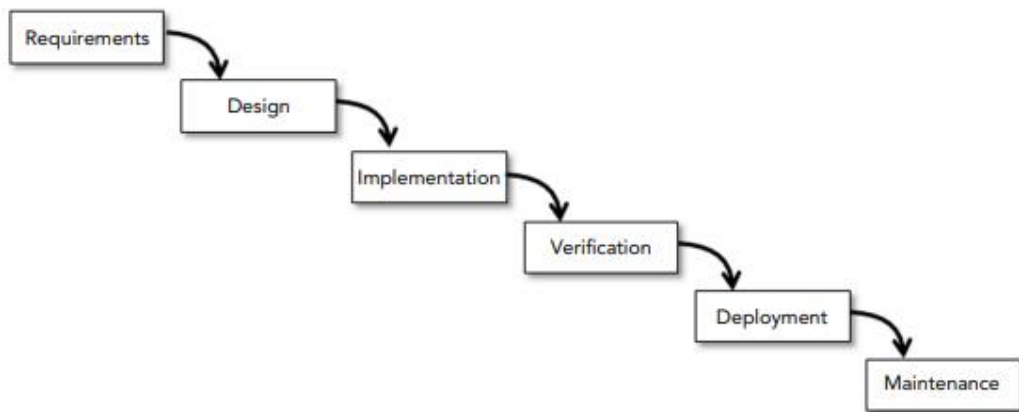 Requirements
Design
Implementation
Verification
Deployment
Maintenance